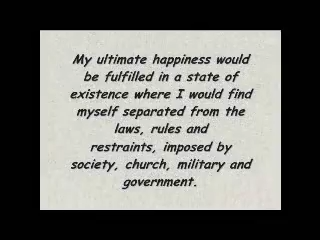 My ultimate happiness would
be fulfilled in a state of
existence where I would find
myself separated from the
laws, rules and
restraints, imposed by
society, church, military and
government.